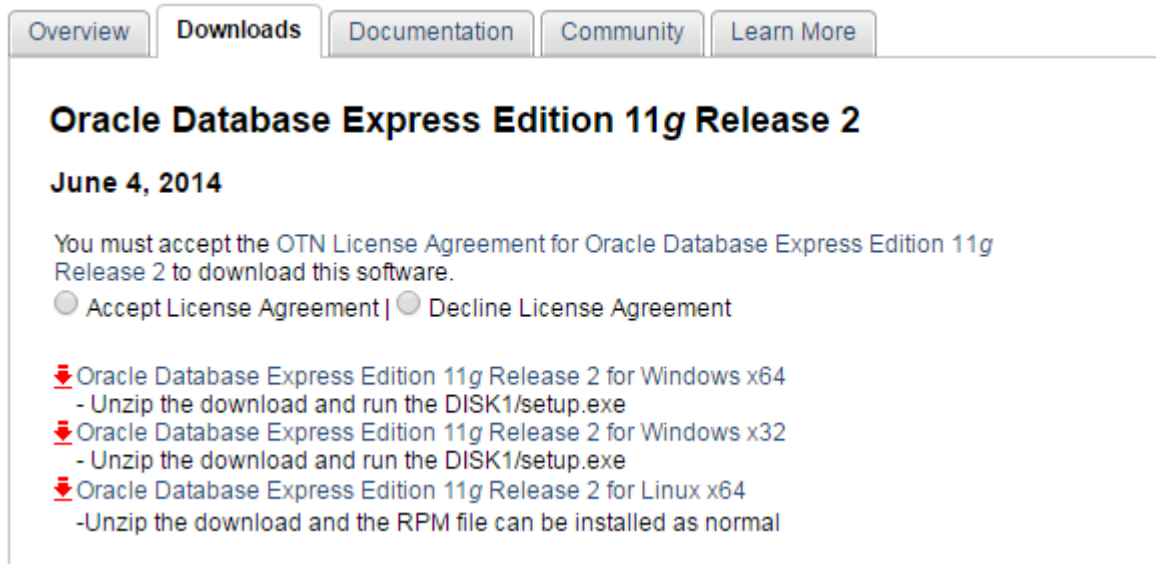 Overview Downloads Documentation Community Learn More
Oracle Database Express Edition 11g Release 2
June 4, 2014
You must accept the OTN License Agreement for Oracle Database Express Edition 11g
Release 2 to download this software.
Accept License Agreement | Decline License Agreement
Oracle Database Express Edition 11g Release 2 for Windows x64
- Unzip the download and run the DISK1/setup.exe
Oracle Database Express Edition 11g Release 2 for Windows x32
- Unzip the download and run the DISK1/setup.exe
Oracle Database Express Edition 11g Release 2 for Linux x64
-Unzip the download and the RPM file can be installed as normal